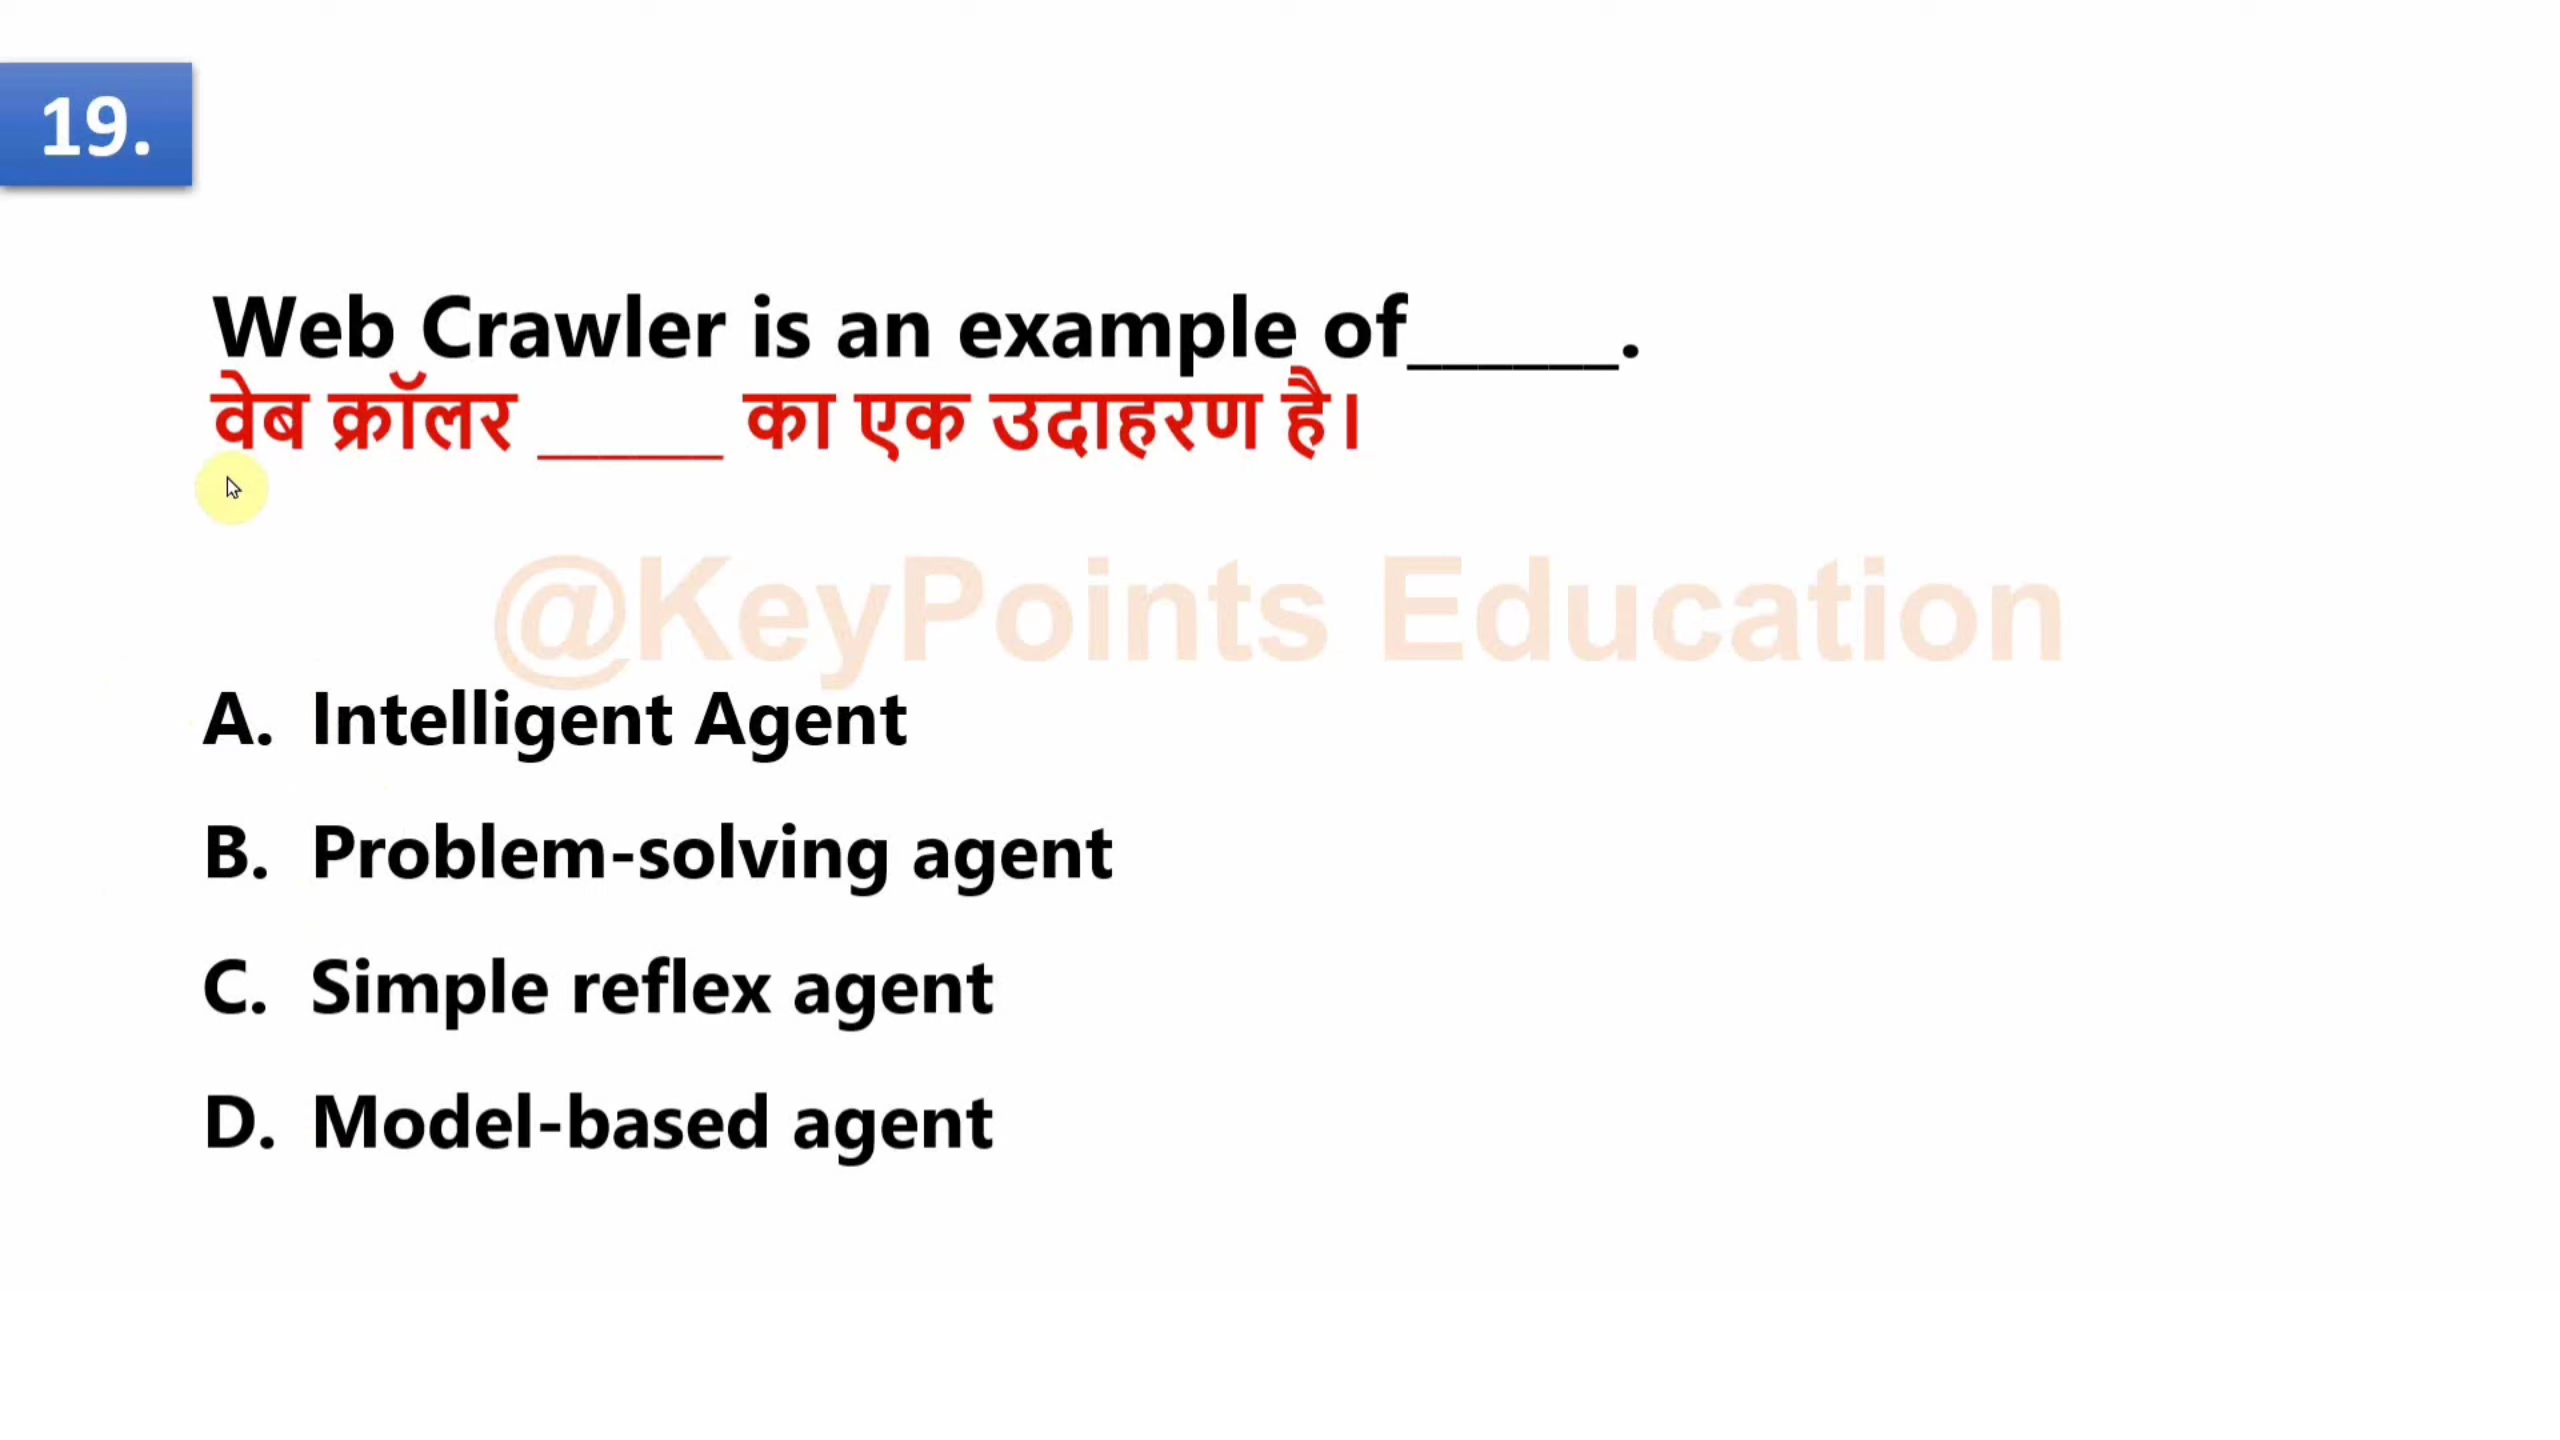 19.
Web Crawler is an example of______.
वेब क्रॉलर ______ का एक उदाहरण है।
@KeyPoints Education
A. Intelligent Agent
B. Problem-solving agent
C. Simple reflex agent
D. Model-based agent